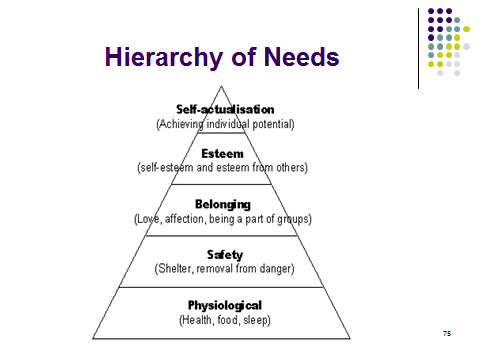 Hierarchy of Needs
Self-actualisation
(Achieving individual potential)
Esteem
(self-esteem and esteem from others)
Belonging
(Love, affection, being a part of groups)
Safety
(Shelter, removal from danger)
Physiological
(Health, food, sleep)
75